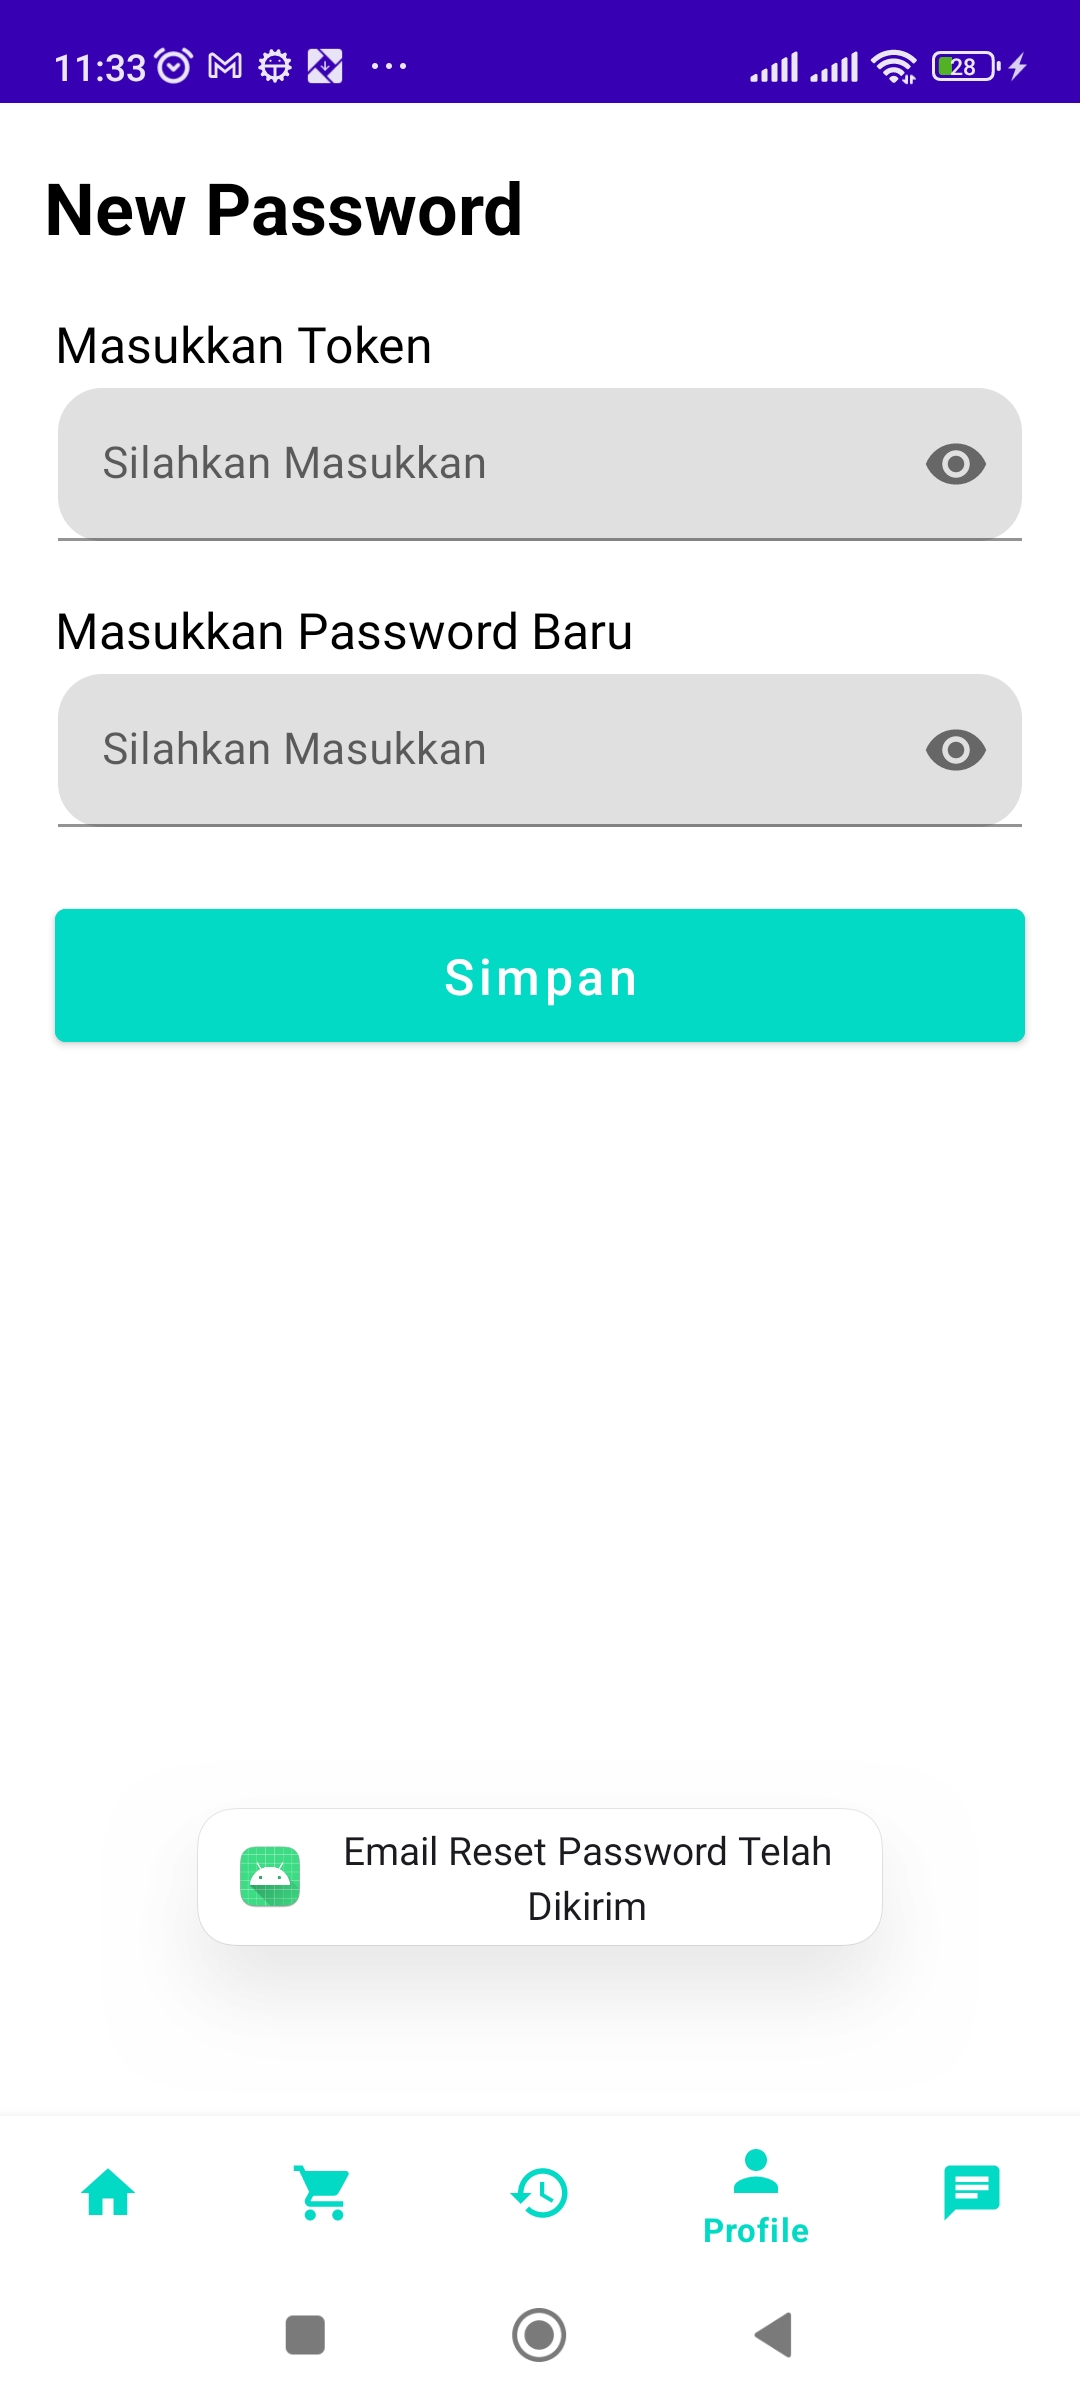 11:33
28
New Password
Masukkan Token
Silahkan Masukkan
Masukkan Password Baru
Silahkan Masukkan
Simpan
Email Reset Password Telah
Dikirim
Profile